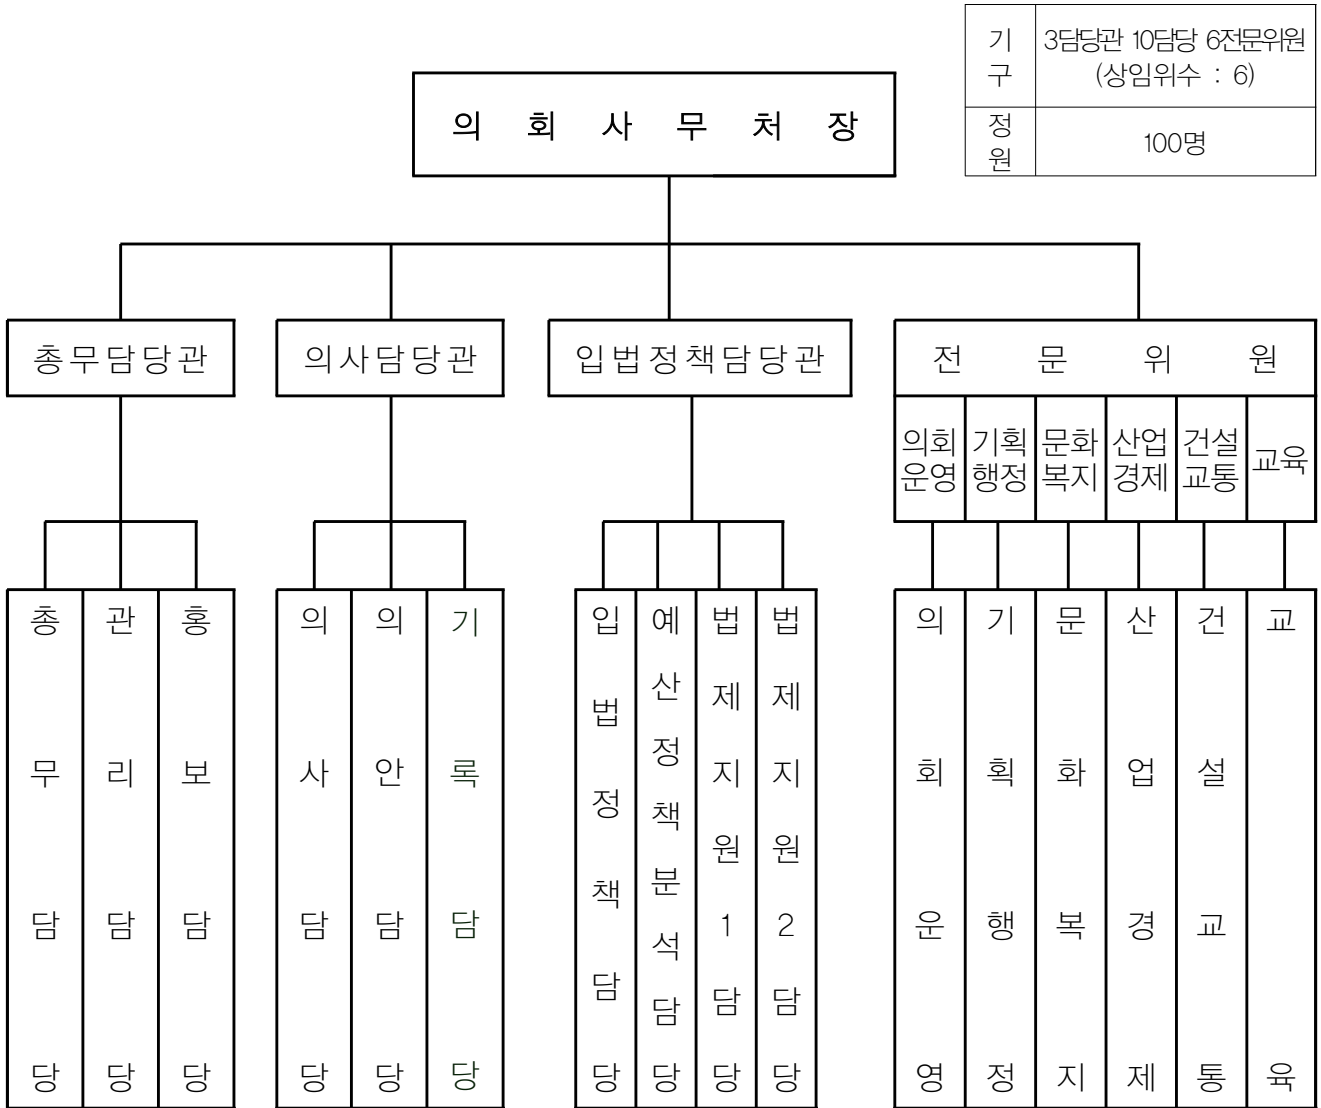 기구 3담당관 10담당 6전문위원
(상임위수 : 6)
정원 100명
의 회 사 무 처 장
총무담당관
의사담당관
입법정책담당관
전 문 위 원
의회
운영
기획
행정
문화
복지
산업
경제
건설
교통
교육
총무담당
관리담당
홍보담당
의사담당
의안담당
기록담당
입법정책담당
예산정책분석담당
법제지원1담당
법제지원2담당
의회운영
기획행정
문화복지
산업경제
건설교통
교육